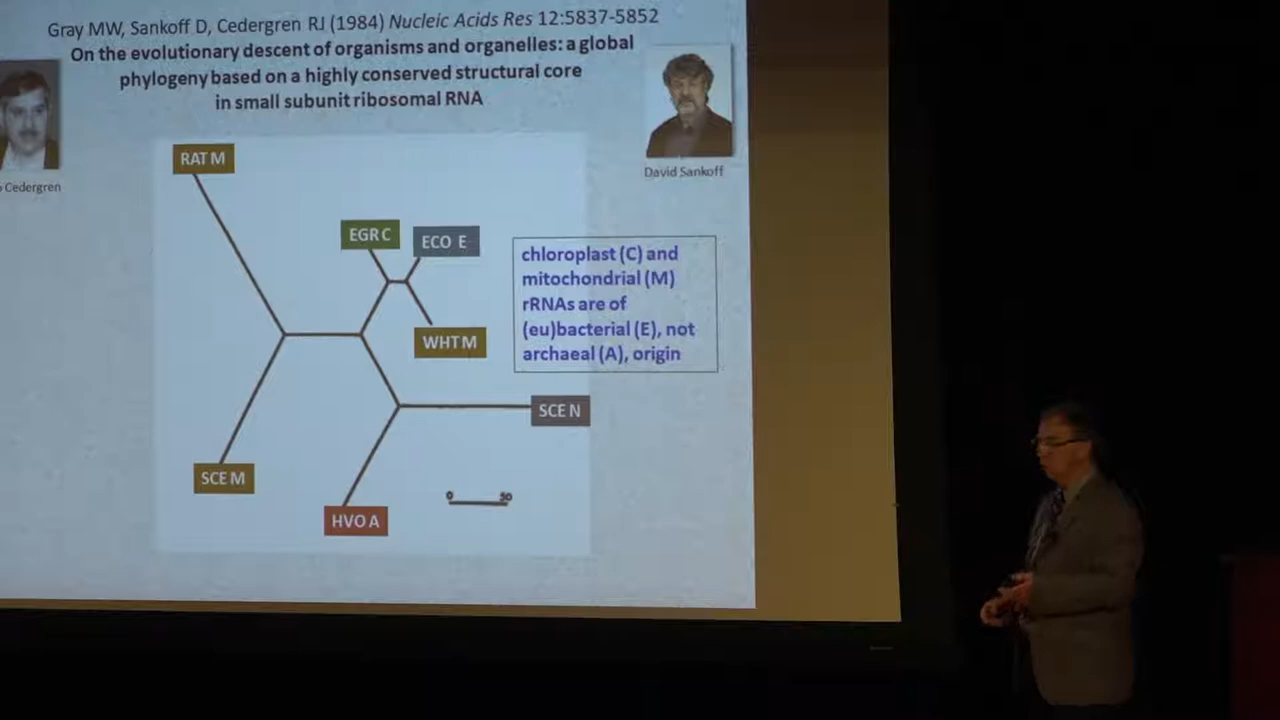 Gray MW, Sankoff D, Cedergren RJ (1984) Nucleic Acids Res 12:5837-5852
On the evolutionary descent of organisms and organelles: a global
phylogeny based on a highly conserved structural core
in small subunit ribosomal RNA
Cedergren
David Sankoff
RAT M
EGR C
ECO E
WHT M
SCE N
SCE M
HVO A
0 50
chloroplast (C) and
mitochondrial (M)
rRNAs are of
(eu)bacterial (E), not
archaeal (A), origin